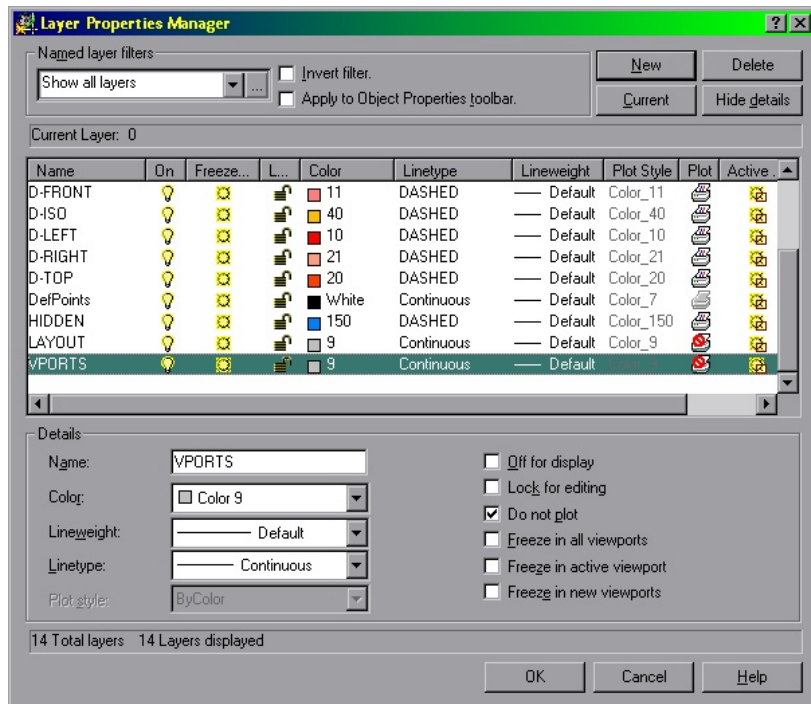 Layer Properties Manager
Named layer filters
Show all layers
...
Invert filter.
Apply to Object Properties toolbar.
New
Delete
Current
Hide details
Current Layer: 0
Name On Freeze... L... Color Linetype Lineweight Plot Style Plot Active .
D-FRONT 11 DASHED Default Color_11
D-ISO 40 DASHED Default Color_40
D-LEFT 10 DASHED Default Color_10
D-RIGHT 21 DASHED Default Color_21
D-TOP 20 DASHED Default Color_20
DefPoints White Continuous Default Color_7
HIDDEN 150 DASHED Default Color_150
LAYOUT 9 Continuous Default Color_9
VPORTS 9 Continuous Default
Details
Name: VPORTS
Color: Color 9
Lineweight: Default
Linetype: Continuous
Plot style: ByColor
Off for display
Lock for editing
Do not plot
Freeze in all viewports
Freeze in active viewport
Freeze in new viewports
14 Total layers 14 Layers displayed
OK
Cancel
Help